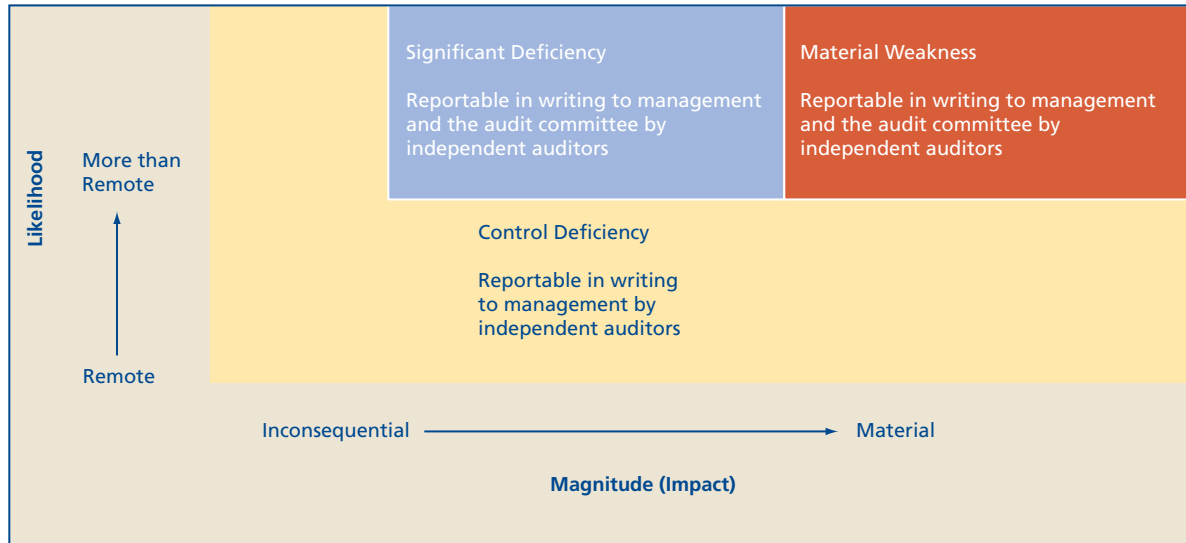 Significant Deficiency
Reportable in writing to management
and the audit committee by
independent auditors
Material Weakness
Reportable in writing to management
and the audit committee by
independent auditors
Likelihood
More than
Remote
Control Deficiency
Reportable in writing
to management by
independent auditors
Remote
Inconsequential
Material
Magnitude (Impact)